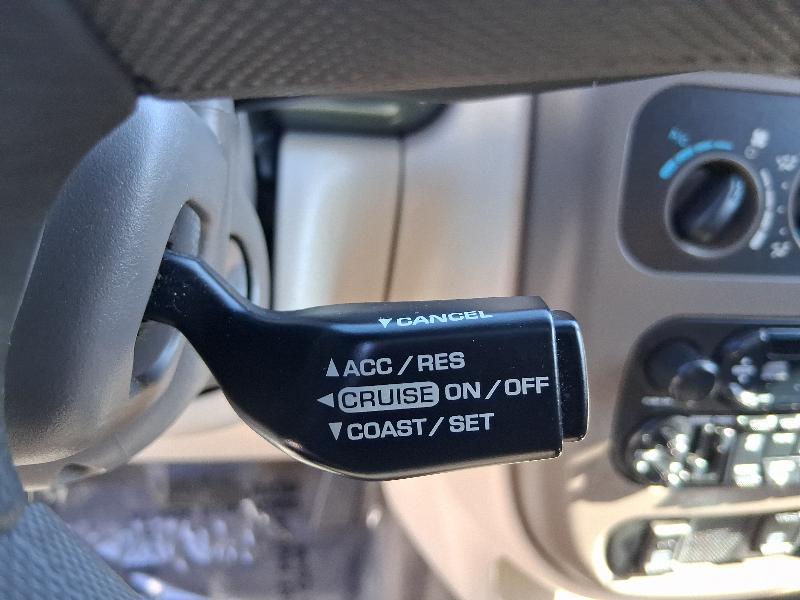 ▼CANCEL
▲ACC / RES
◀CRUISE ON / OFF
▼COAST / SET